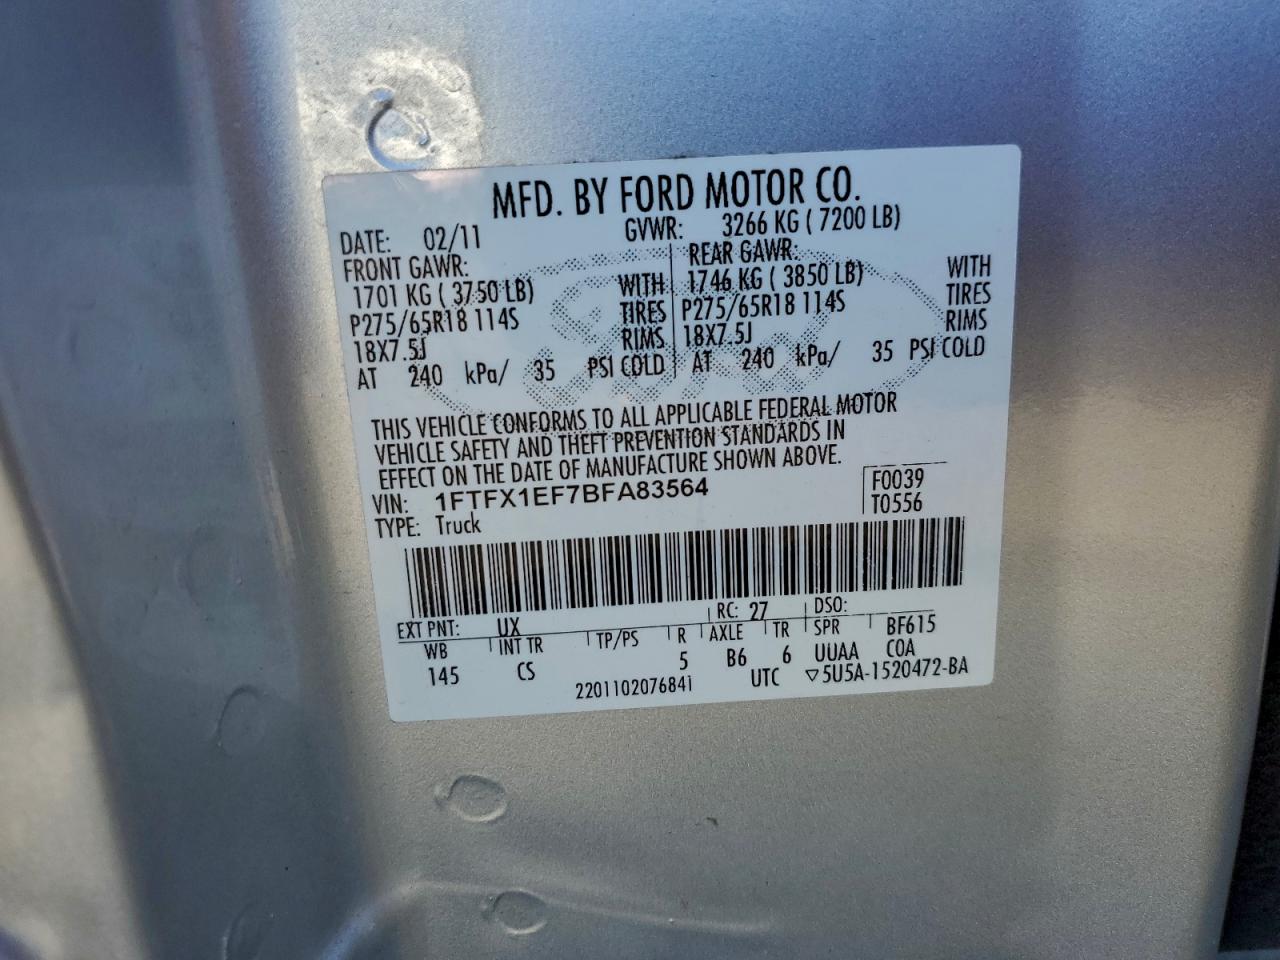 MFD. BY FORD MOTOR CO.
DATE: 02/11 GVWR: 3266 KG ( 7200 LB)
FRONT GAWR: REAR GAWR:
1701 KG ( 3750 LB) WITH 1746 KG ( 3850 LB) WITH
P275/65R18 114S TIRES P275/65R18 114S TIRES
18X7.5J RIMS 18X7.5J RIMS
AT 240 kPa/ 35 PSI COLD AT 240 kPa/ 35 PSI COLD
Ford
THIS VEHICLE CONFORMS TO ALL APPLICABLE FEDERAL MOTOR
VEHICLE SAFETY AND THEFT PREVENTION STANDARDS IN
EFFECT ON THE DATE OF MANUFACTURE SHOWN ABOVE.
VIN: 1FTFX1EF7BFA83564 F0039
TYPE: Truck T0556
EXT PNT: UX RC: 27 DSO:
WB INT TR TP/PS R AXLE TR SPR BF615
145 CS 5 B6 6 UUAA COA
2201102076841 UTC ▽5U5A-1520472-BA